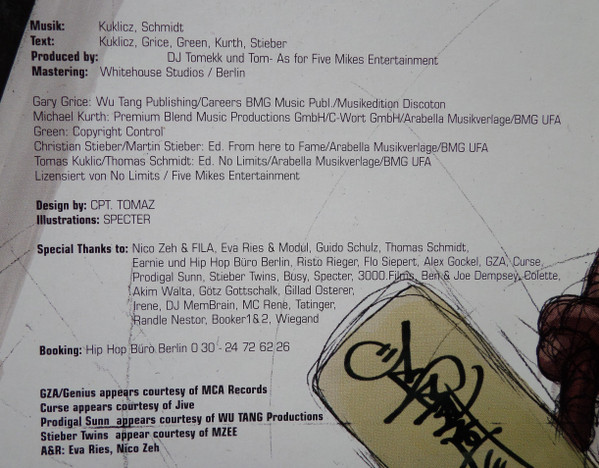 Musik: Kuklicz, Schmidt
Text: Kuklicz, Grice, Green, Kurth, Stieber
Produced by: DJ Tomekk und Tom- As for Five Mikes Entertainment
Mastering: Whitehouse Studios / Berlin
Gary Grice: Wu Tang Publishing/Careers BMG Music Publ./Musikedition Discoton
Michael Kurth: Premium Blend Music Productions GmbH/C-Wort GmbH/Arabella Musikverlage/BMG UFA
Green: Copyright Control
Christian Stieber/Martin Stieber: Ed. From here to Fame/Arabella Musikverlage/BMG UFA
Tomas Kuklic/Thomas Schmidt: Ed. No Limits/Arabella Musikverlage/BMG UFA
Lizensiert von No Limits / Five Mikes Entertainment
Design by: CPT. TOMAZ
Illustrations: SPECTER
Special Thanks to: Nico Zeh & FILA, Eva Ries & Modul, Guido Schulz, Thomas Schmidt,
Earnie und Hip Hop Büro Berlin, Risto Rieger, Flo Siepert, Alex Gockel, GZA, Curse,
Prodigal Sunn, Stieber Twins, Busy, Specter, 3000.Films, Ben & Joe Dempsey, Colette,
Akim Walta, Götz Gottschalk, Gillad Osterer,
Irene, DJ MemBrain, MC René, Tatinger,
Randle Nestor, Booker1&2, Wiegand
Booking: Hip Hop Büro Berlin 0 30 - 24 72 62 26
GZA/Genius appears courtesy of MCA Records
Curse appears courtesy of Jive
Prodigal Sunn appears courtesy of WU TANG Productions
Stieber Twins appear courtesy of MZEE
A&R: Eva Ries, Nico Zeh